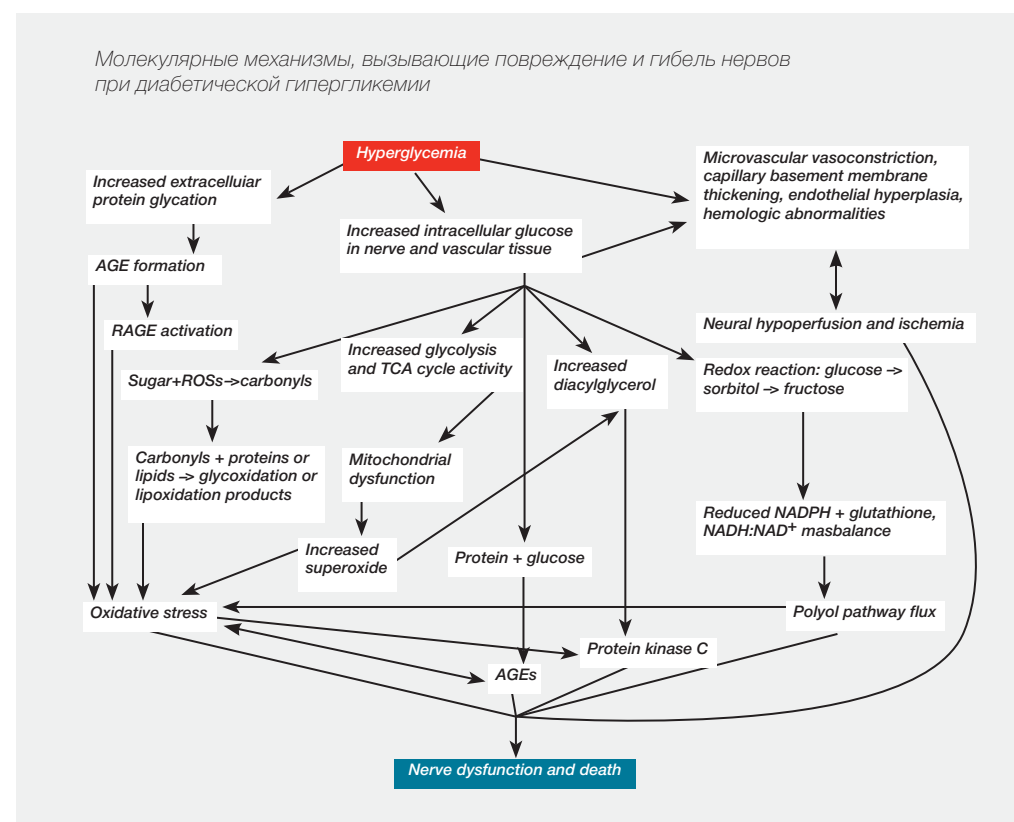 Молекулярные механизмы, вызывающие повреждение и гибель нервов
при диабетической гипергликемии
Hyperglycemia
Microvascular vasoconstriction,
capillary basement membrane
thickening, endothelial hyperplasia,
hemologic abnormalities
Increased extracelluiar
protein glycation
Increased intracellular glucose
in nerve and vascular tissue
AGE formation
RAGE activation
Neural hypoperfusion and ischemia
Sugar+ROSs->carbonyls
Increased glycolysis
and TCA cycle activity
Increased
diacylglycerol
Redox reaction: glucose ->
sorbitol -> fructose
Carbonyls + proteins or
lipids -> glycoxidation or
lipoxidation products
Mitochondrial
dysfunction
Reduced NADPH + glutathione,
NADH:NAD+ masbalance
Increased
superoxide
Protein + glucose
Oxidative stress
Polyol pathway flux
Protein kinase C
AGEs
Nerve dysfunction and death